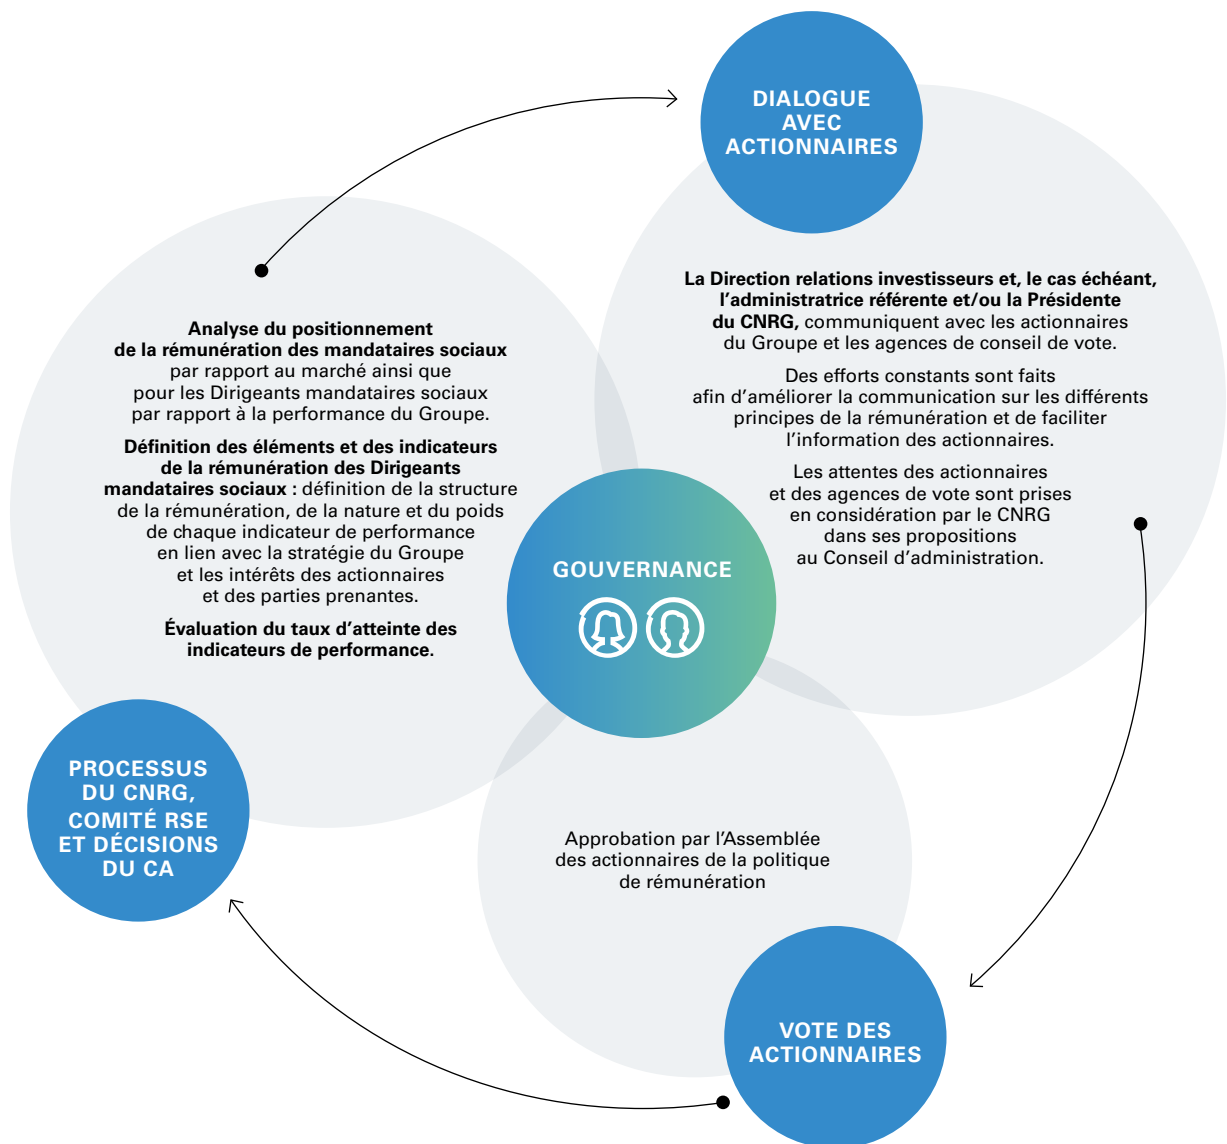 DIALOGUE
AVEC
ACTIONNAIRES
La Direction relations investisseurs et, le cas échéant,
l’administratrice référente et/ou la Présidente
du CNRG, communiquent avec les actionnaires
du Groupe et les agences de conseil de vote.
Des efforts constants sont faits
afin d’améliorer la communication sur les différents
principes de la rémunération et de faciliter
l’information des actionnaires.
Les attentes des actionnaires
et des agences de vote sont prises
en considération par le CNRG
dans ses propositions
au Conseil d’administration.
Analyse du positionnement
de la rémunération des mandataires sociaux
par rapport au marché ainsi que
pour les Dirigeants mandataires sociaux
par rapport à la performance du Groupe.
Définition des éléments et des indicateurs
de la rémunération des Dirigeants
mandataires sociaux : définition de la structure
de la rémunération, de la nature et du poids
de chaque indicateur de performance
en lien avec la stratégie du Groupe
et les intérêts des actionnaires
et des parties prenantes.
Évaluation du taux d’atteinte des
indicateurs de performance.
GOUVERNANCE
PROCESSUS
DU CNRG,
COMITÉ RSE
ET DÉCISIONS
DU CA
Approbation par l’Assemblée
des actionnaires de la politique
de rémunération
VOTE DES
ACTIONNAIRES